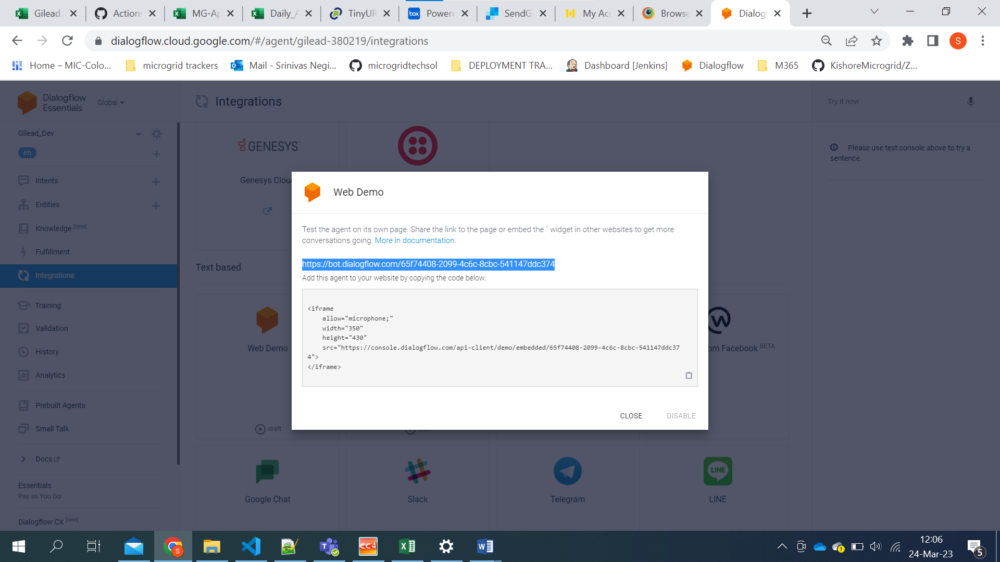 Gilead.
Actions
MG-Ap
Daily_A
TinyUR
Powere
SendGr
My Acc
Browse
Dialogf
dialogflow.cloud.google.com/#/agent/gilead-380219/integrations
S
Home – MIC-Colo...
microgrid trackers
Mail - Srinivas Negi...
microgridtechsol
DEPLOYMENT TRA...
Dashboard [Jenkins]
Dialogflow
M365
KishoreMicrogrid/Z...
Dialogflow
Essentials
Global
Integrations
Try it now
Gilead_Dev
en
Intents
Entities
Knowledge [beta]
Fulfillment
Integrations
Training
Validation
History
Analytics
Prebuilt Agents
Small Talk
Docs
Essentials
Pay as You Go
Dialogflow CX [new]
GENESYS
Genesys Clou
Text based
Web Demo
draft
om Facebook BETA
Google Chat
Slack
Telegram
LINE
LINE
Please use test console above to try a
sentence.
Web Demo
Test the agent on its own page. Share the link to the page or embed the ` widget in other websites to get more
conversations going. More in documentation.
https://bot.dialogflow.com/65f74408-2099-4c6c-8cbc-541147ddc374
Add this agent to your website by copying the code below:
<iframe
allow="microphone;"
width="350"
height="430"
src="https://console.dialogflow.com/api-client/demo/embedded/65f74408-2099-4c6c-8cbc-541147ddc37
4">
</iframe>
CLOSE
DISABLE
box
CC4
12:06
24-Mar-23
5